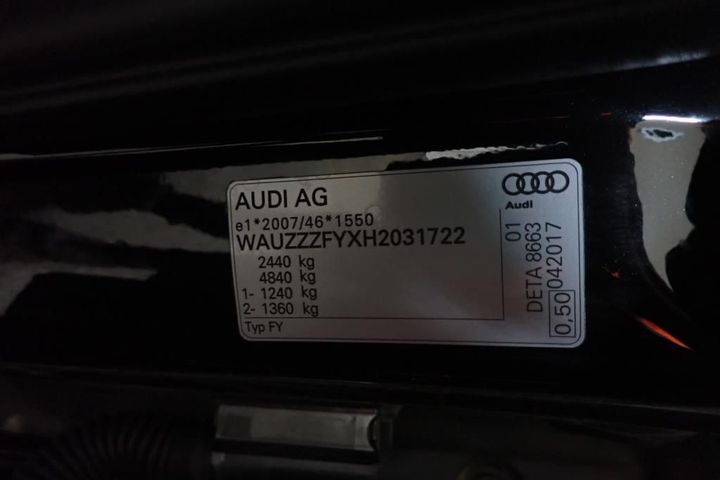 AUDI AG
e1*2007/46*1550
WAUZZZFYXH2031722
2440 kg
4840 kg
1- 1240 kg
2- 1360 kg
Typ FY
Audi
01
DETA 8663
042017
0,50